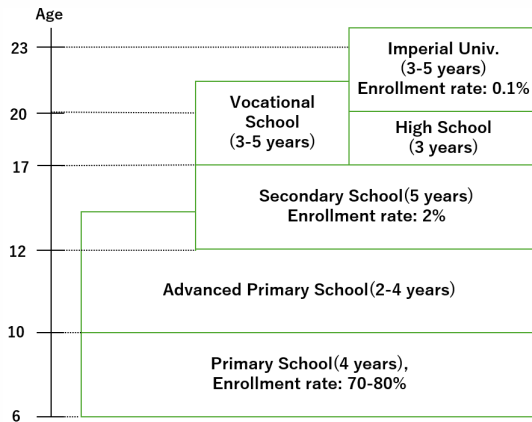 Age
23
Imperial Univ.
(3-5 years)
Enrollment rate: 0.1%
Vocational
School
(3-5 years)
20
High School
(3 years)
17
Secondary School(5 years)
Enrollment rate: 2%
12
Advanced Primary School(2-4 years)
10
Primary School(4 years),
Enrollment rate: 70-80%
6